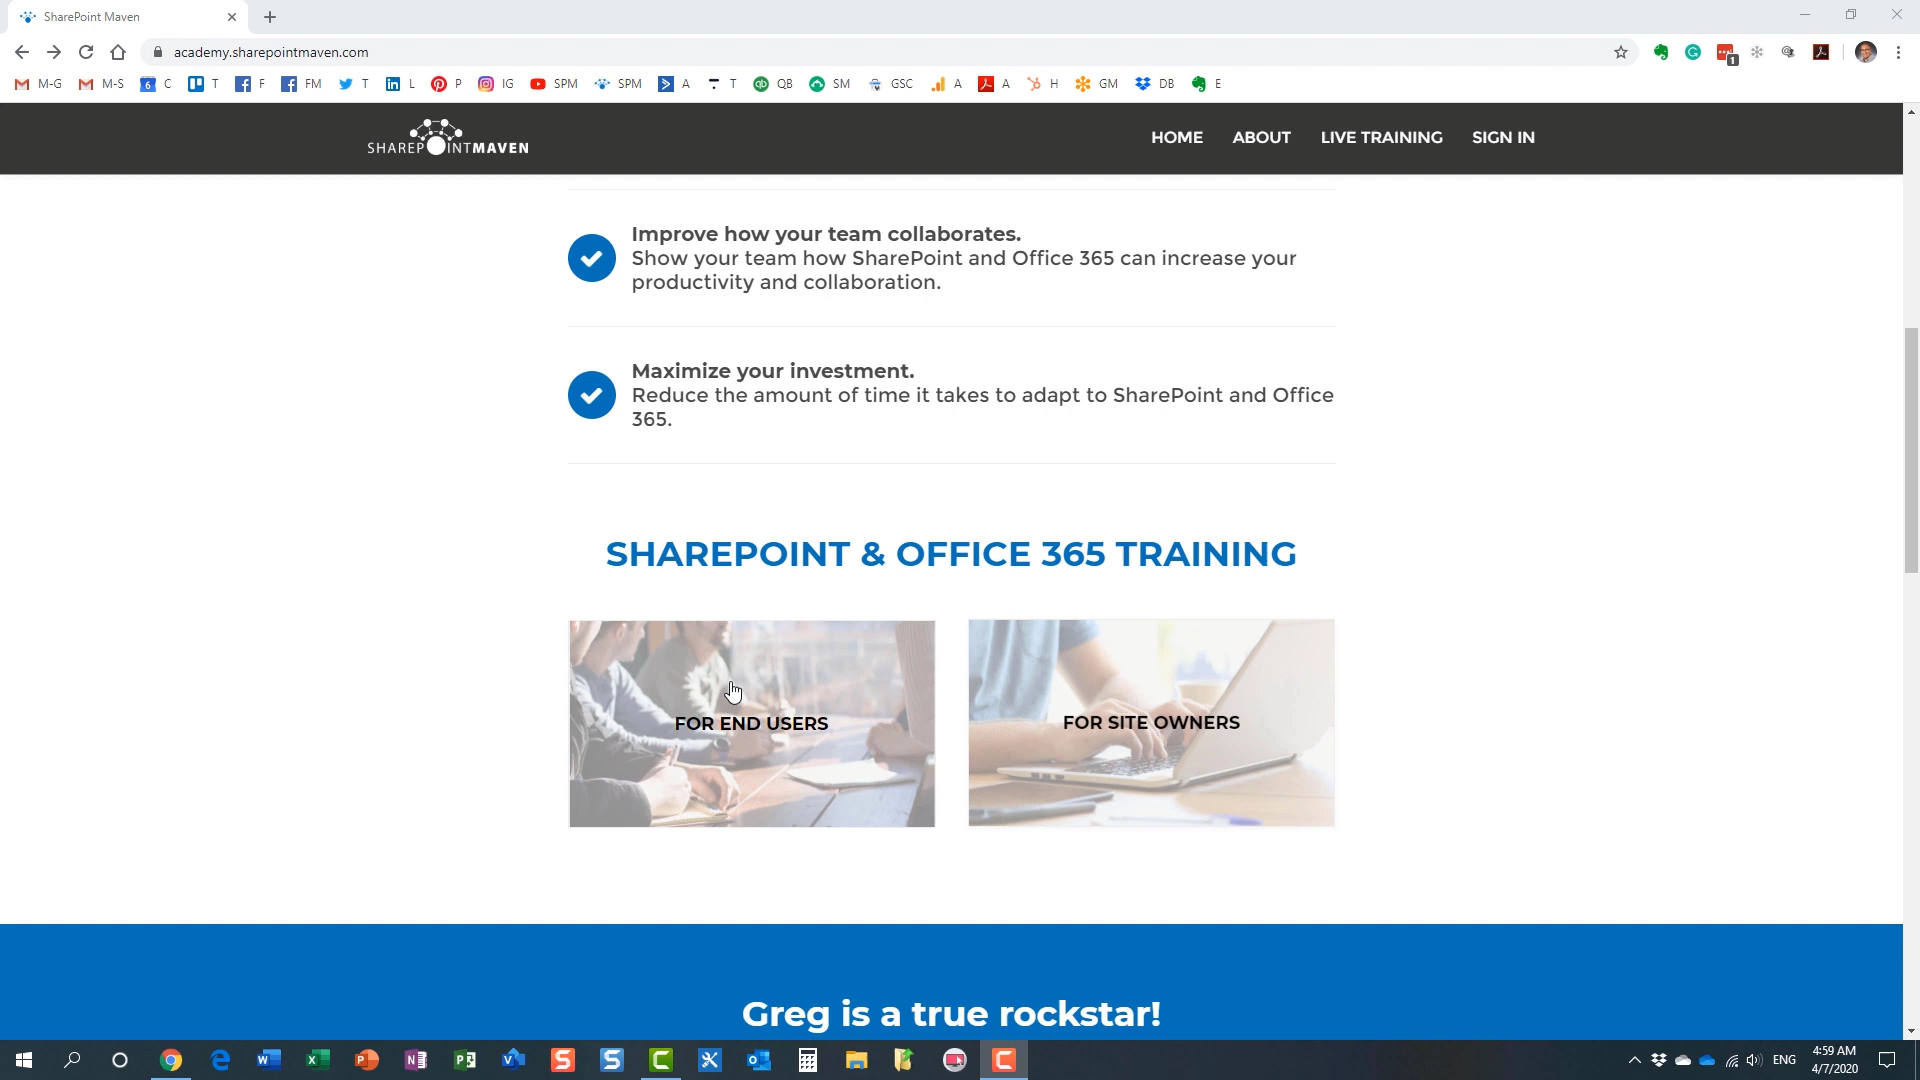 SharePoint Maven
academy.sharepointmaven.com
M-G M-S C T F FM T L P IG SPM SPM A T QB SM GSC A A H GM DB E
SHAREPOINTMAVEN
HOME ABOUT LIVE TRAINING SIGN IN
Improve how your team collaborates.
Show your team how SharePoint and Office 365 can increase your
productivity and collaboration.
Maximize your investment.
Reduce the amount of time it takes to adapt to SharePoint and Office
365.
SHAREPOINT & OFFICE 365 TRAINING
FOR END USERS
FOR SITE OWNERS
Greg is a true rockstar!
ENG
4:59 AM
4/7/2020